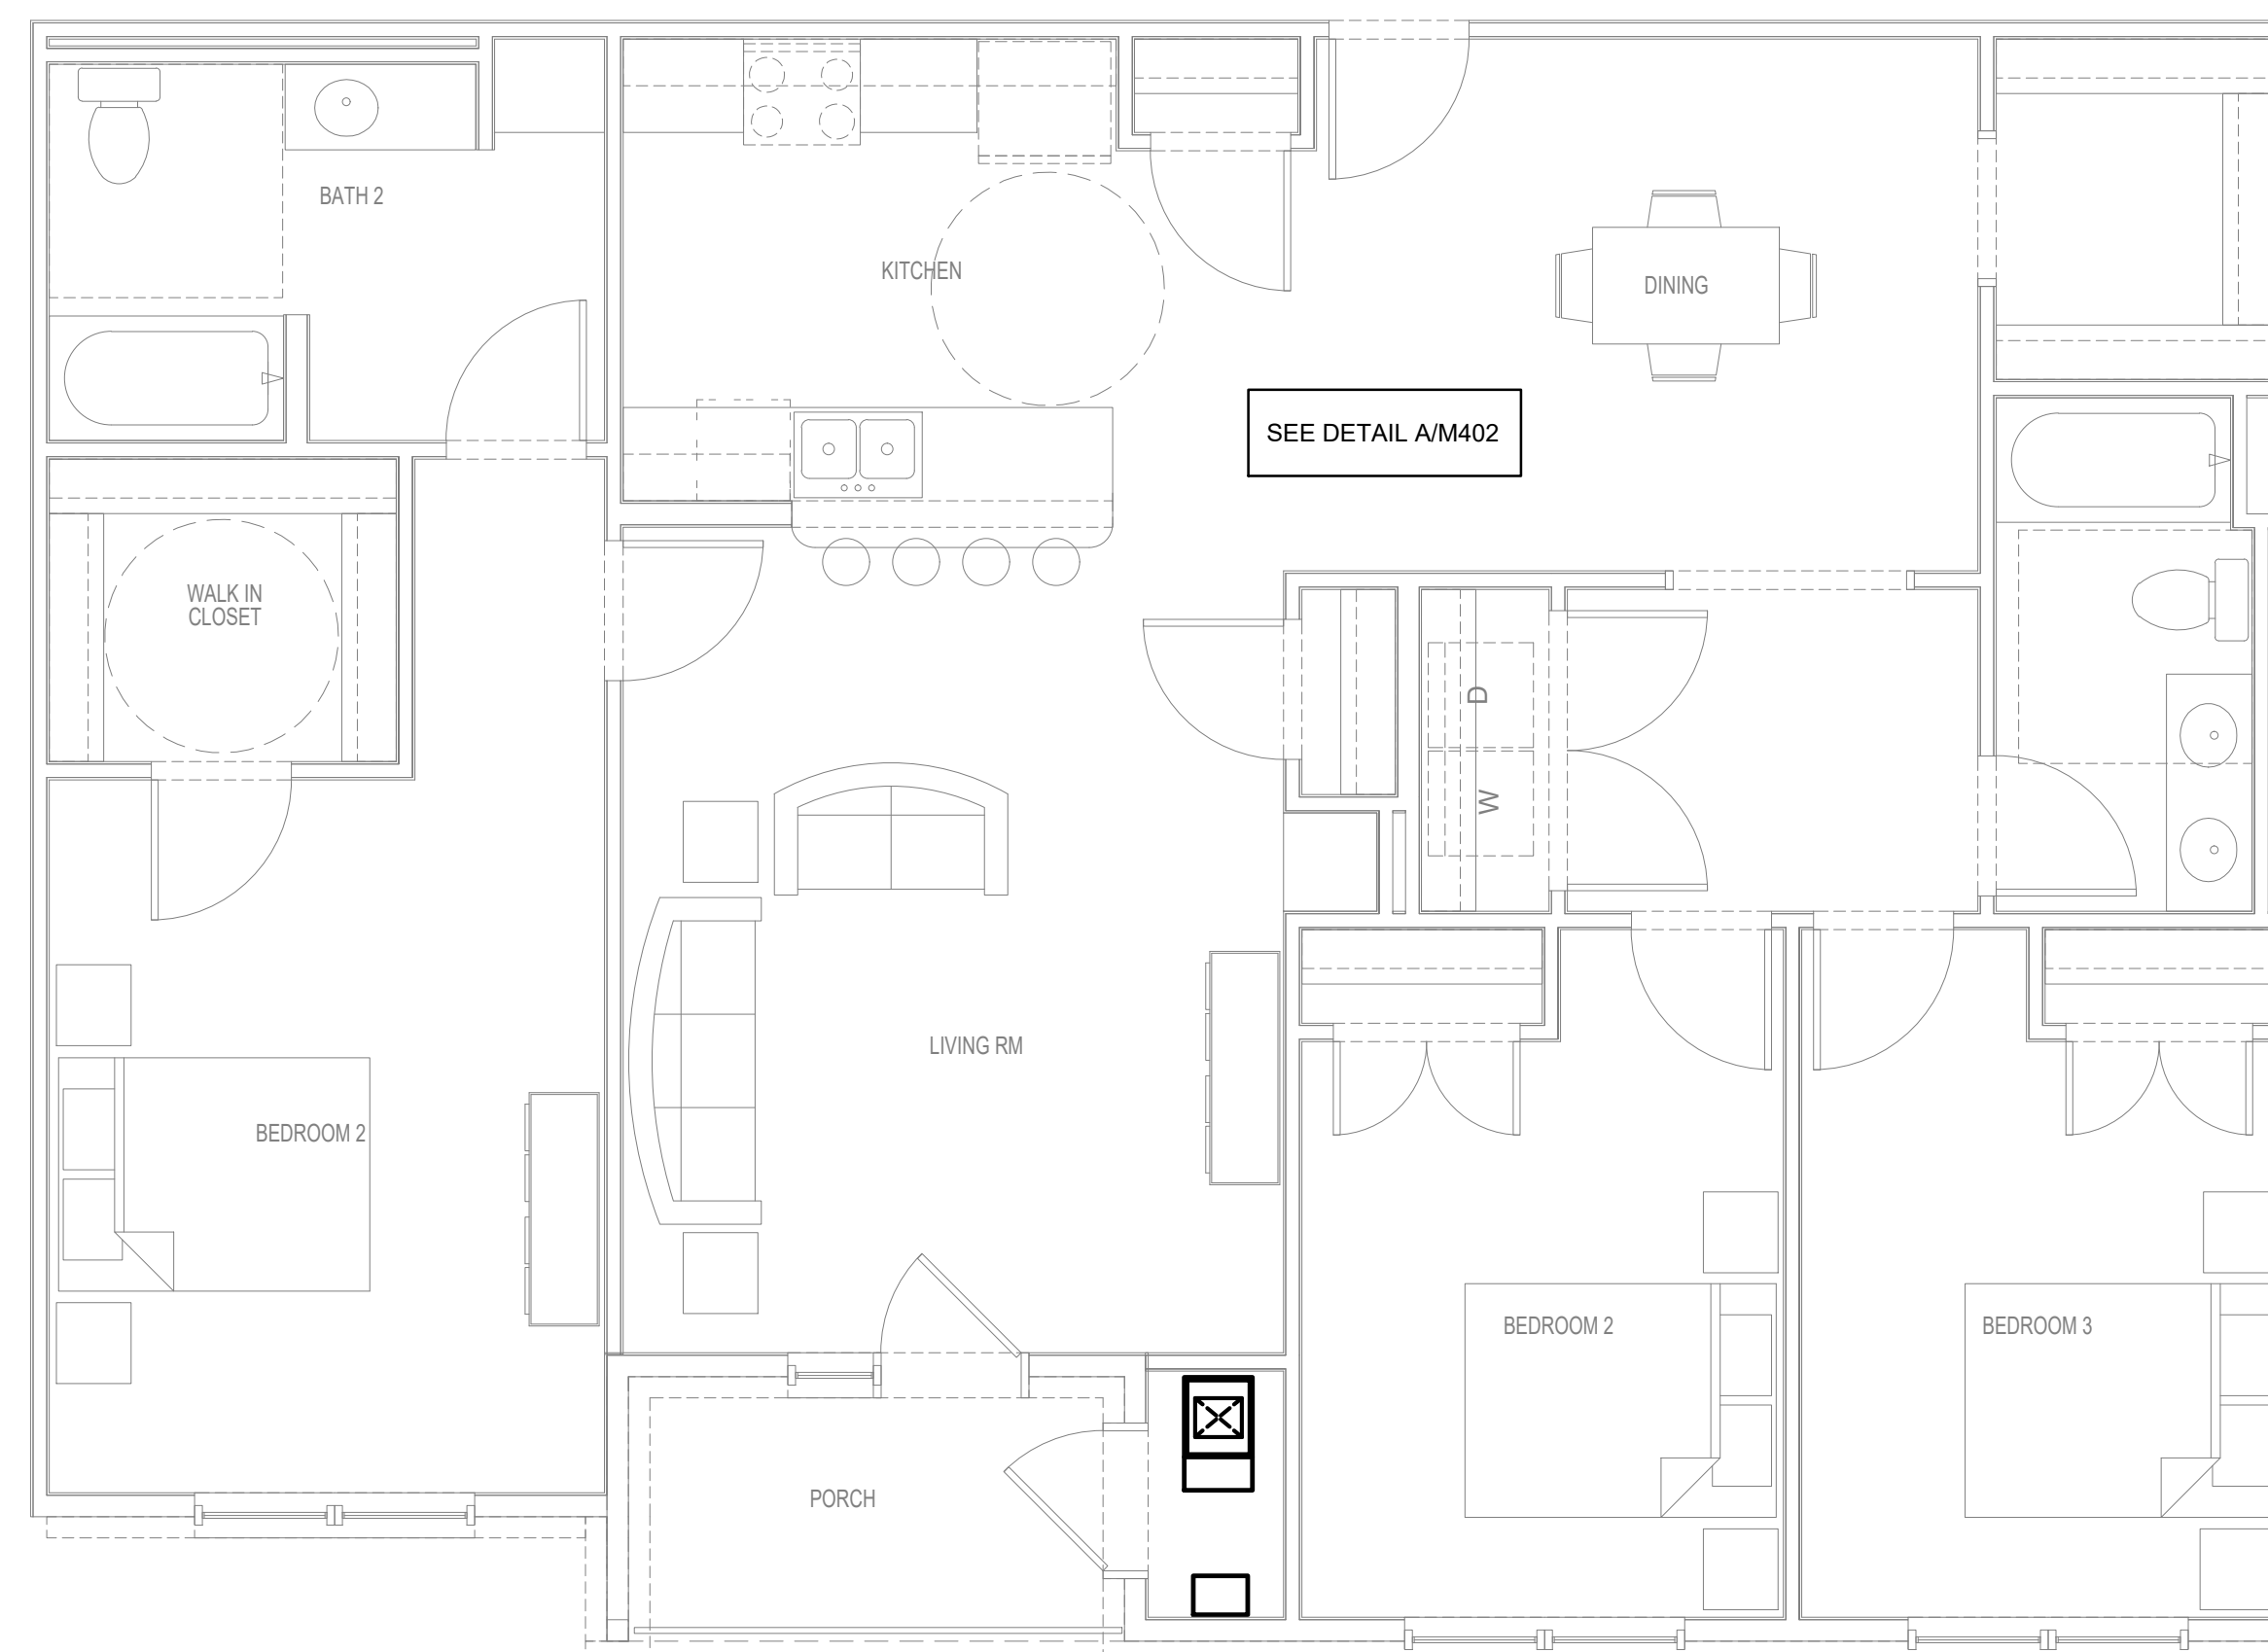 BATH 2
KITCHEN
DINING
SEE DETAIL A/M402
WALK IN
CLOSET
D
W
LIVING RM
BEDROOM 2
BEDROOM 2
BEDROOM 3
PORCH